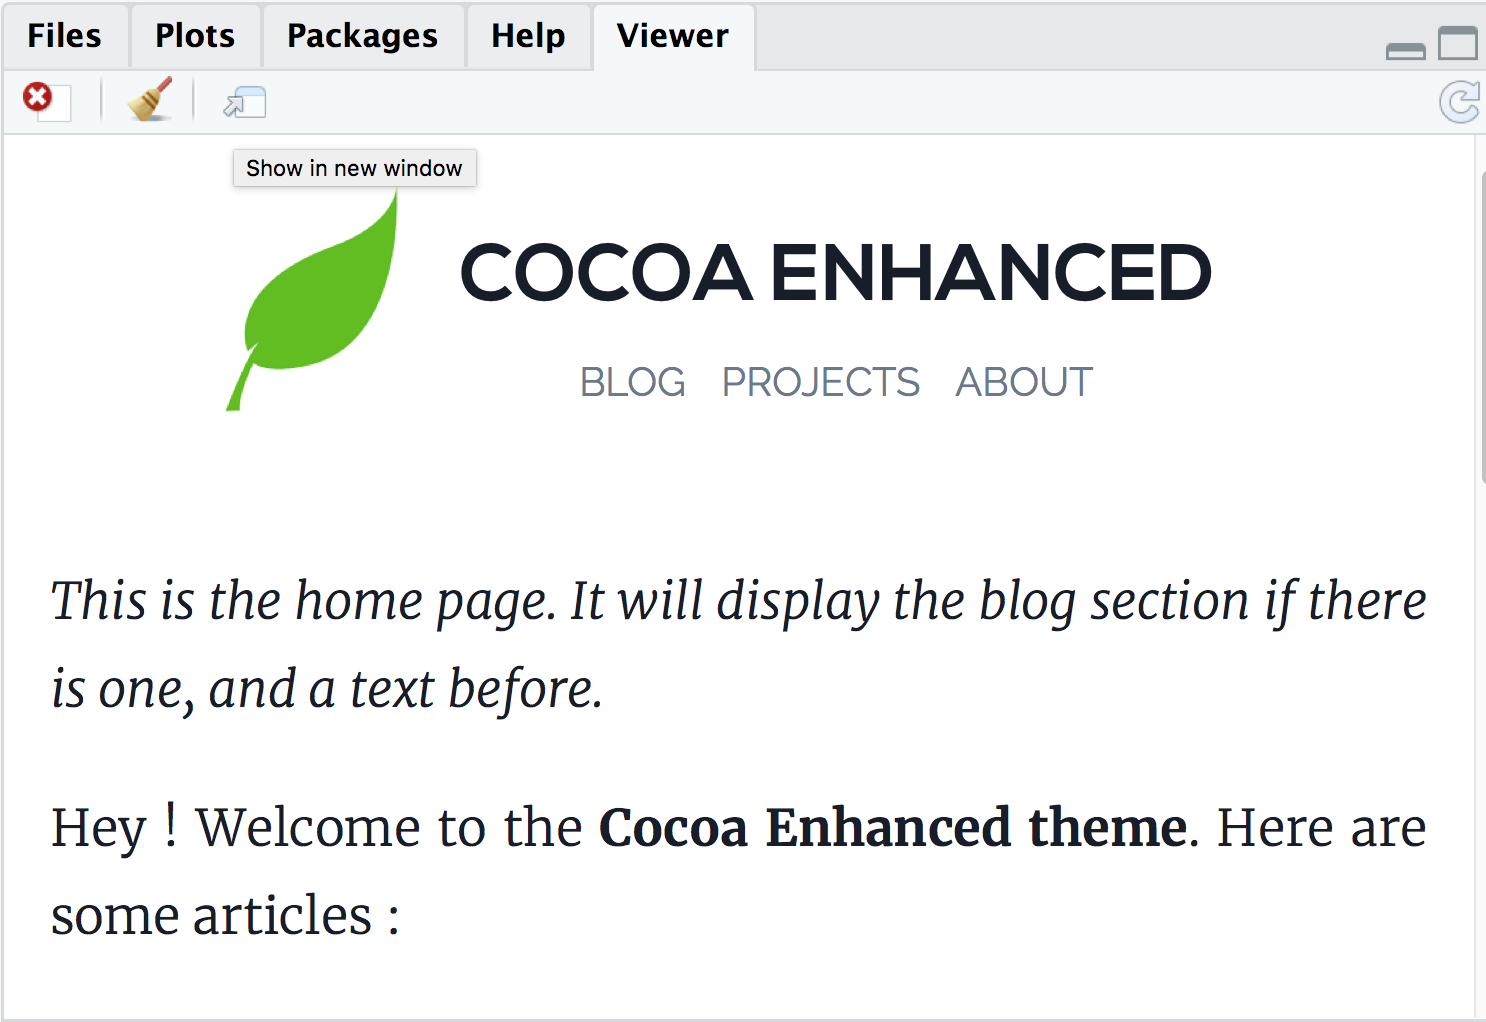 Files Plots Packages Help Viewer
Show in new window
COCOA ENHANCED
BLOG PROJECTS ABOUT
This is the home page. It will display the blog section if there
is one, and a text before.
Hey ! Welcome to the Cocoa Enhanced theme. Here are
some articles :